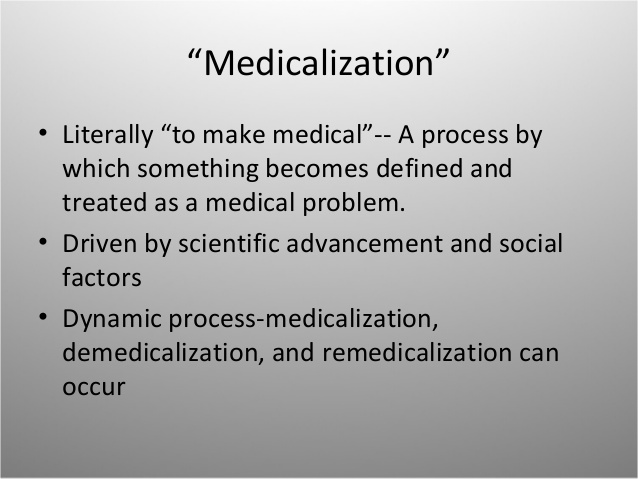 “Medicalization”
• Literally “to make medical”-- A process by
which something becomes defined and
treated as a medical problem.
• Driven by scientific advancement and social
factors
• Dynamic process-medicalization,
demedicalization, and remedicalization can
occur